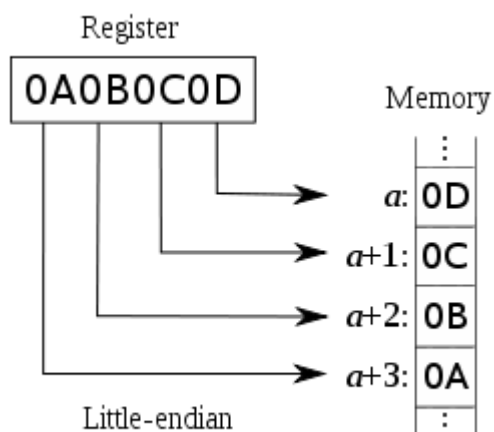 Register
0A0B0C0D
Memory
⋮
a: 0D
a+1: 0C
a+2: 0B
a+3: 0A
Little-endian
⋮